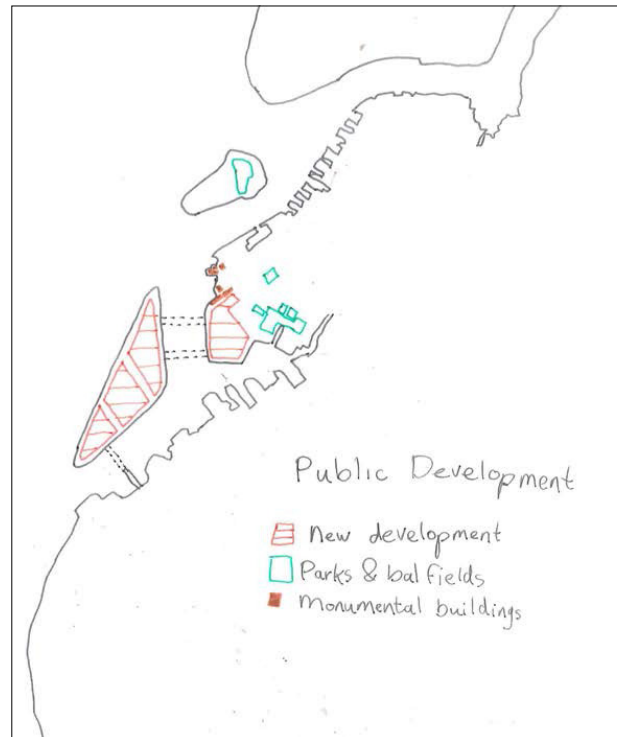 Public Development
New development
Parks & bal fields
Monumental buildings